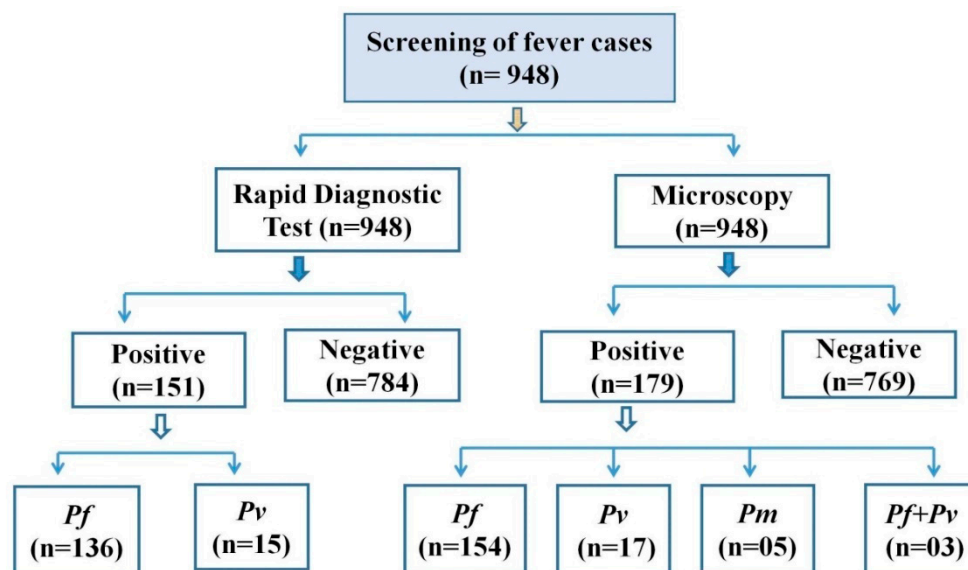 Screening of fever cases
(n= 948)
Rapid Diagnostic
Test (n=948)
Microscopy
(n=948)
Positive
(n=151)
Negative
(n=784)
Positive
(n=179)
Negative
(n=769)
Pf
(n=136)
Pv
(n=15)
Pf
(n=154)
Pv
(n=17)
Pm
(n=05)
Pf+Pv
(n=03)